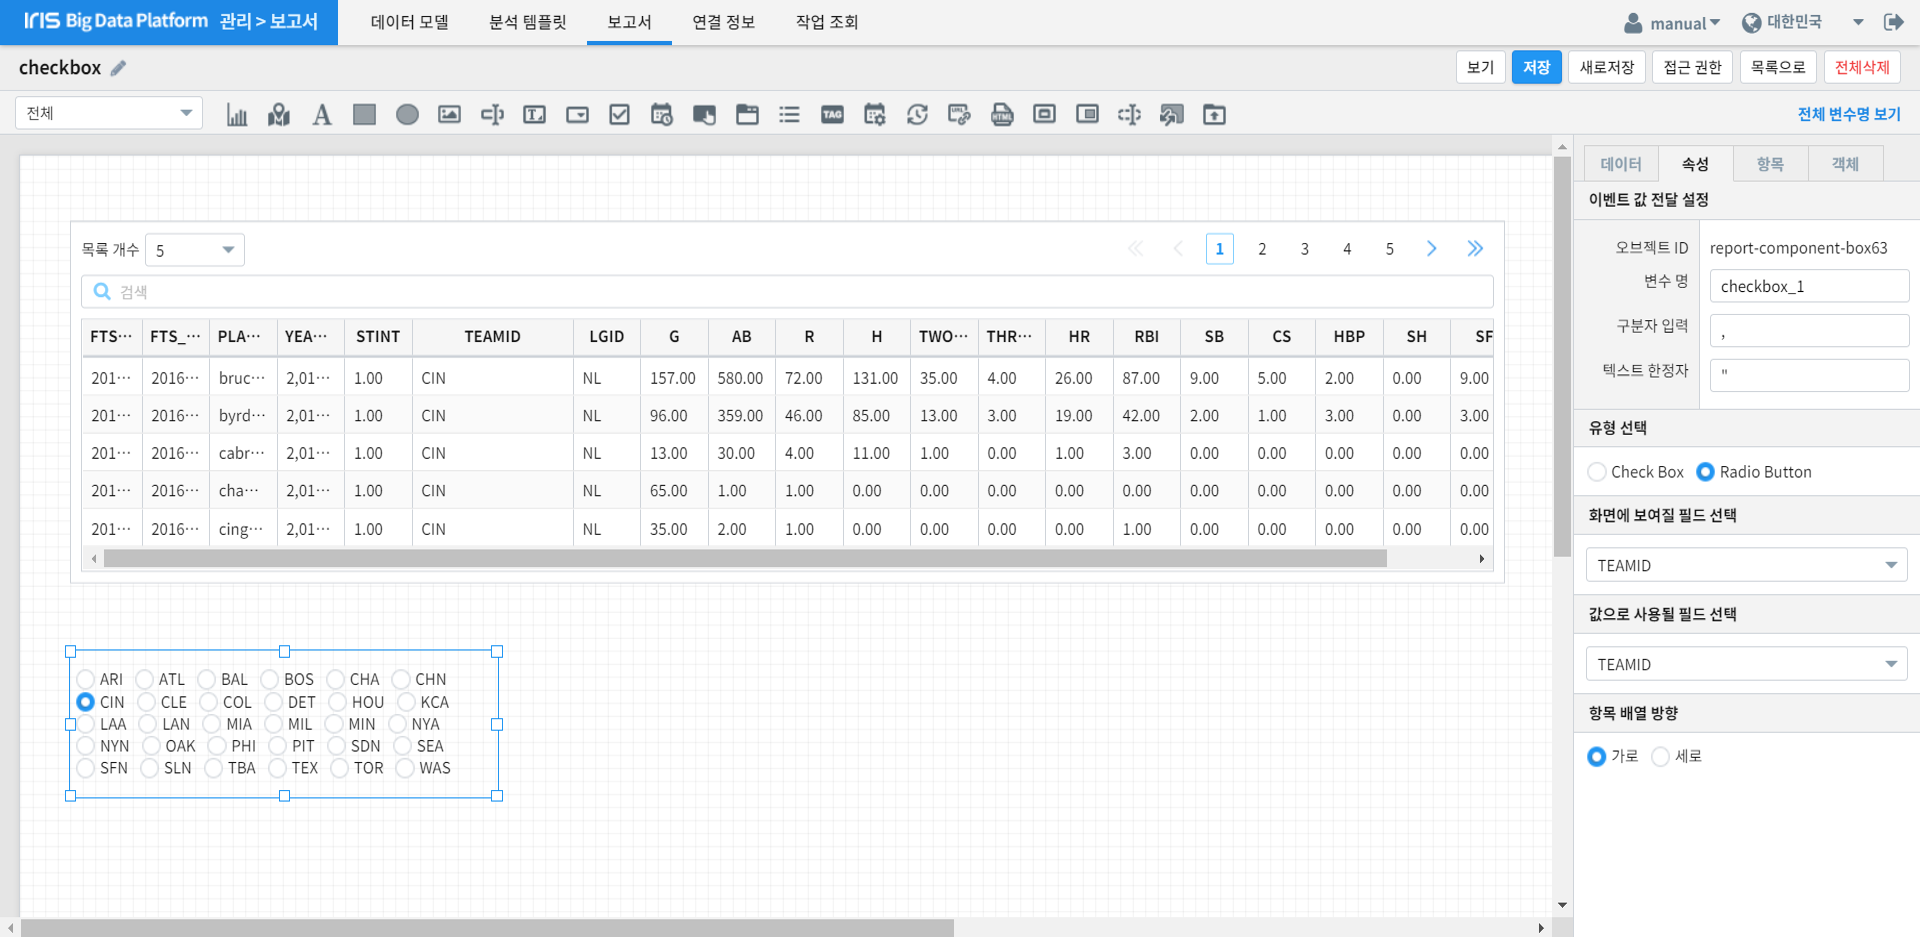 IRIS Big Data Platform 관리 > 보고서 데이터 모델 분석 템플릿 보고서 연결 정보 작업 조회 manual 대한민국
checkbox 보기 저장 새로저장 접근 권한 목록으로 전체삭제
전체 T TAG URL HTML 전체 변수명 보기
데이터 속성 항목 객체
이벤트 값 전달 설정
오브젝트 ID report-component-box63
변수 명 checkbox_1
구분자 입력 ,
텍스트 한정자 "
유형 선택
Check Box Radio Button
화면에 보여질 필드 선택
TEAMID
값으로 사용될 필드 선택
TEAMID
항목 배열 방향
가로 세로
목록 개수 5 1 2 3 4 5
검색
FTS··· FTS_··· PLA··· YEA··· STINT TEAMID LGID G AB R H TWO··· THR··· HR RBI SB CS HBP SH SF
201··· 2016··· bruc··· 2,01··· 1.00 CIN NL 157.00 580.00 72.00 131.00 35.00 4.00 26.00 87.00 9.00 5.00 2.00 0.00 9.00
201··· 2016··· byrd··· 2,01··· 1.00 CIN NL 96.00 359.00 46.00 85.00 13.00 3.00 19.00 42.00 2.00 1.00 3.00 0.00 3.00
201··· 2016··· cabr··· 2,01··· 1.00 CIN NL 13.00 30.00 4.00 11.00 1.00 0.00 1.00 3.00 0.00 0.00 0.00 0.00 0.00
201··· 2016··· cha··· 2,01··· 1.00 CIN NL 65.00 1.00 1.00 0.00 0.00 0.00 0.00 0.00 0.00 0.00 0.00 0.00 0.00
201··· 2016··· cing··· 2,01··· 1.00 CIN NL 35.00 2.00 1.00 0.00 0.00 0.00 0.00 1.00 0.00 0.00 0.00 0.00 0.00
ARI ATL BAL BOS CHA CHN
CIN CLE COL DET HOU KCA
LAA LAN MIA MIL MIN NYA
NYN OAK PHI PIT SDN SEA
SFN SLN TBA TEX TOR WAS